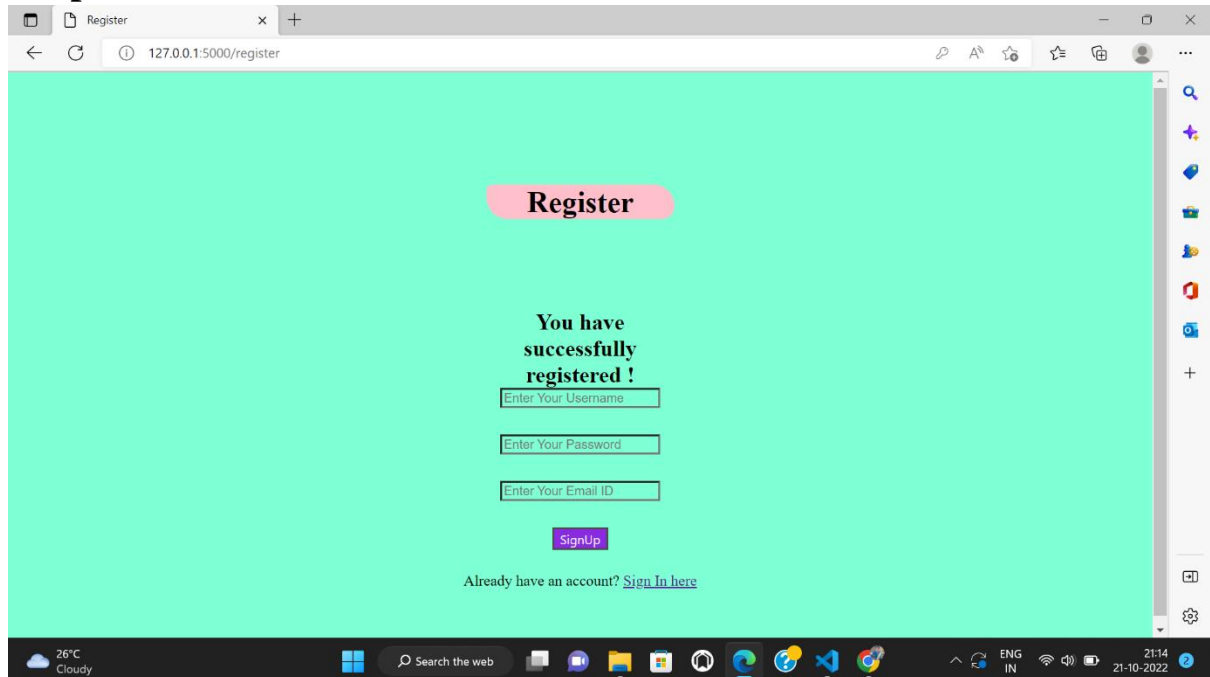 Register
127.0.0.1:5000/register
Register
You have
successfully
registered !
Enter Your Username
Enter Your Password
Enter Your Email ID
SignUp
Already have an account? Sign In here
26°C
Cloudy
Search the web
ENG
IN
21:14
21-10-2022
2